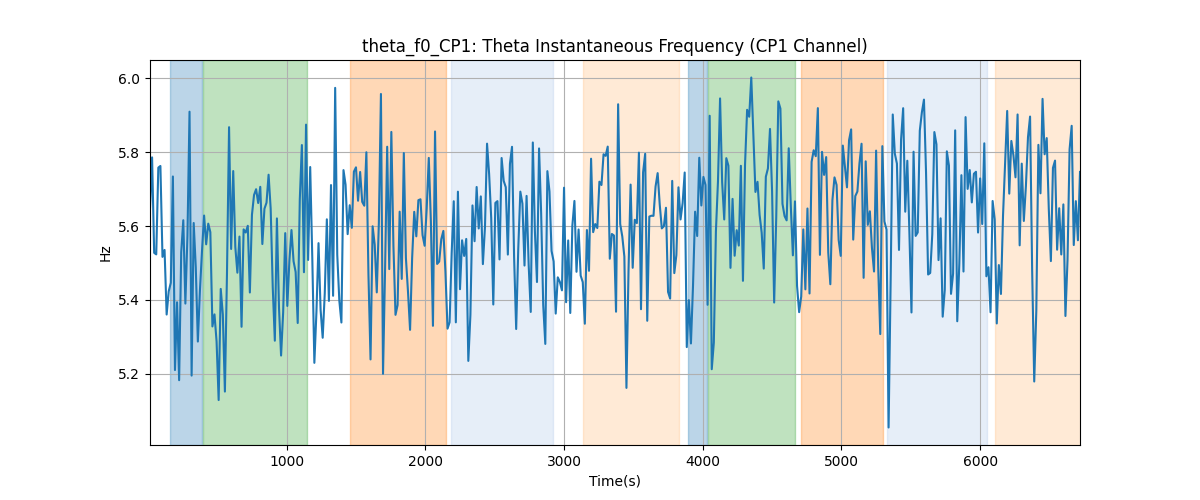 theta_f0_CP1: Theta Instantaneous Frequency (CP1 Channel)
6.0
5.8
5.6
5.4
5.2
Hz
1000 2000 3000 4000 5000 6000
Time(s)